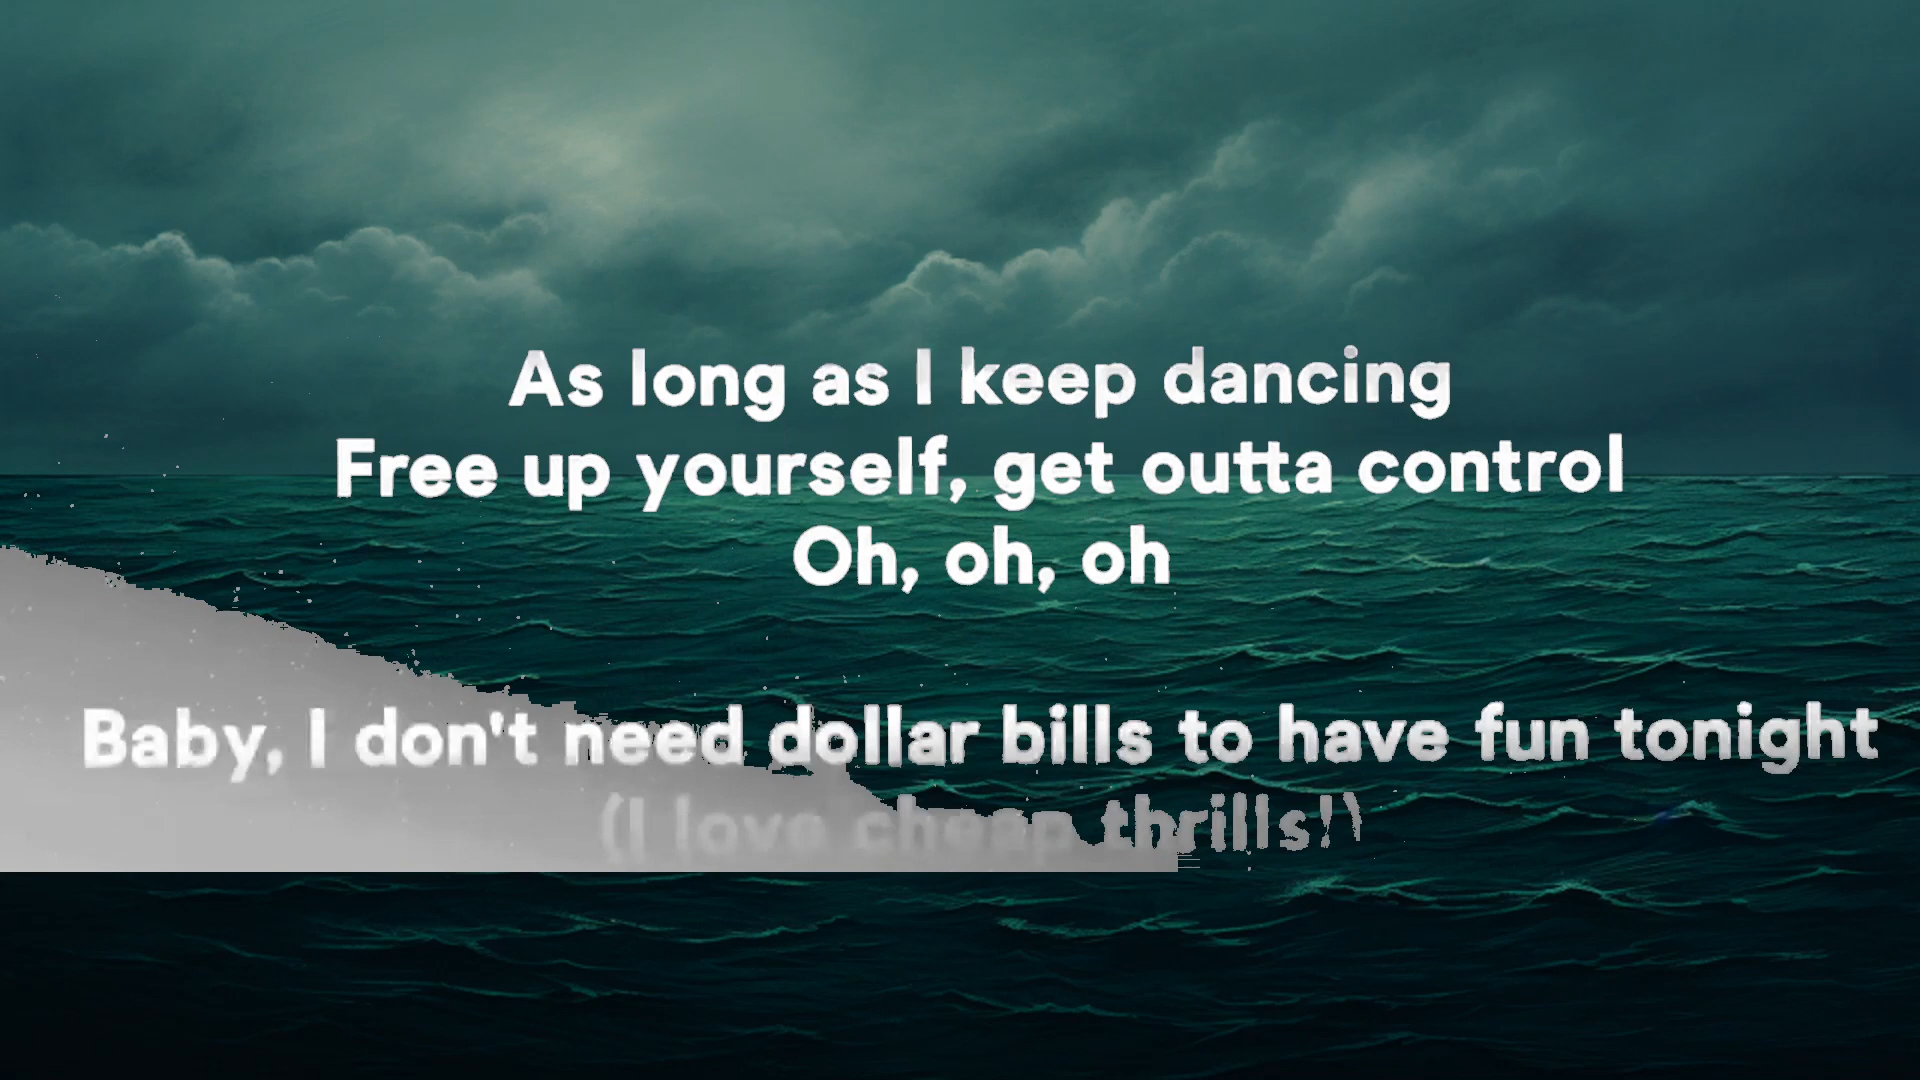 As long as I keep dancing
Free up yourself, get outta control
Oh, oh, oh
Baby, I don't need dollar bills to have fun tonight
(I love cheap thrills!)